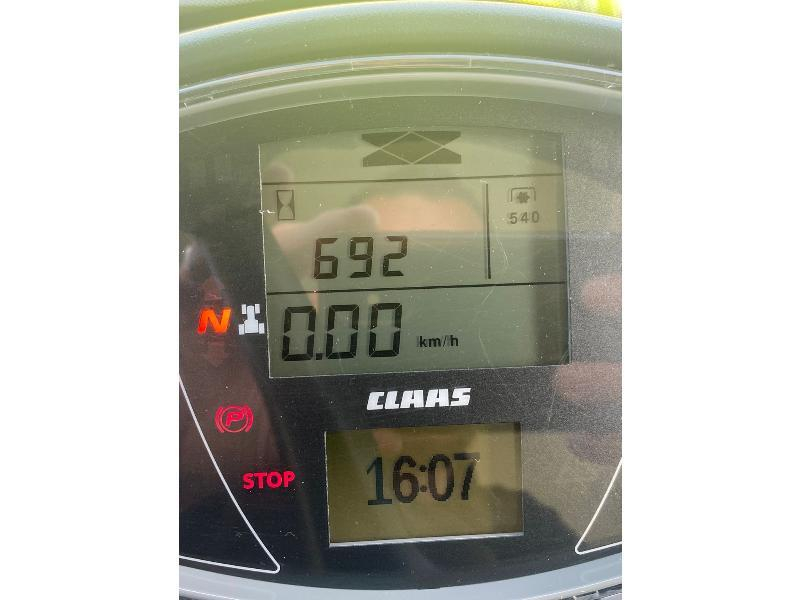 540
692
N
0.00 km/h
CLAAS
P
STOP
16:07